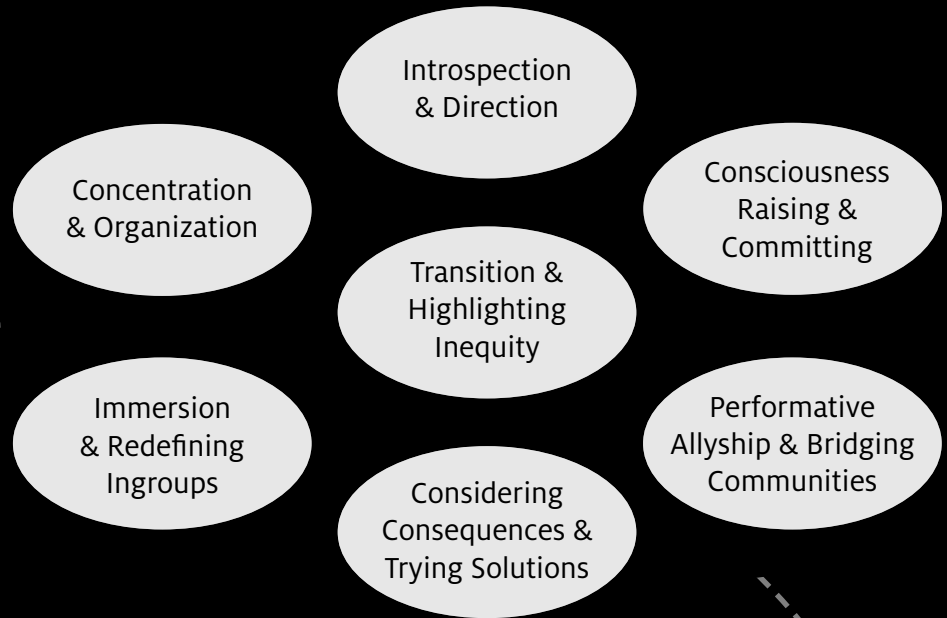 Introspection
& Direction
Concentration
& Organization
Consciousness
Raising &
Committing
Transition &
Highlighting
Inequity
Immersion
& Redefining
Ingroups
Performative
Allyship & Bridging
Communities
Considering
Consequences &
Trying Solutions